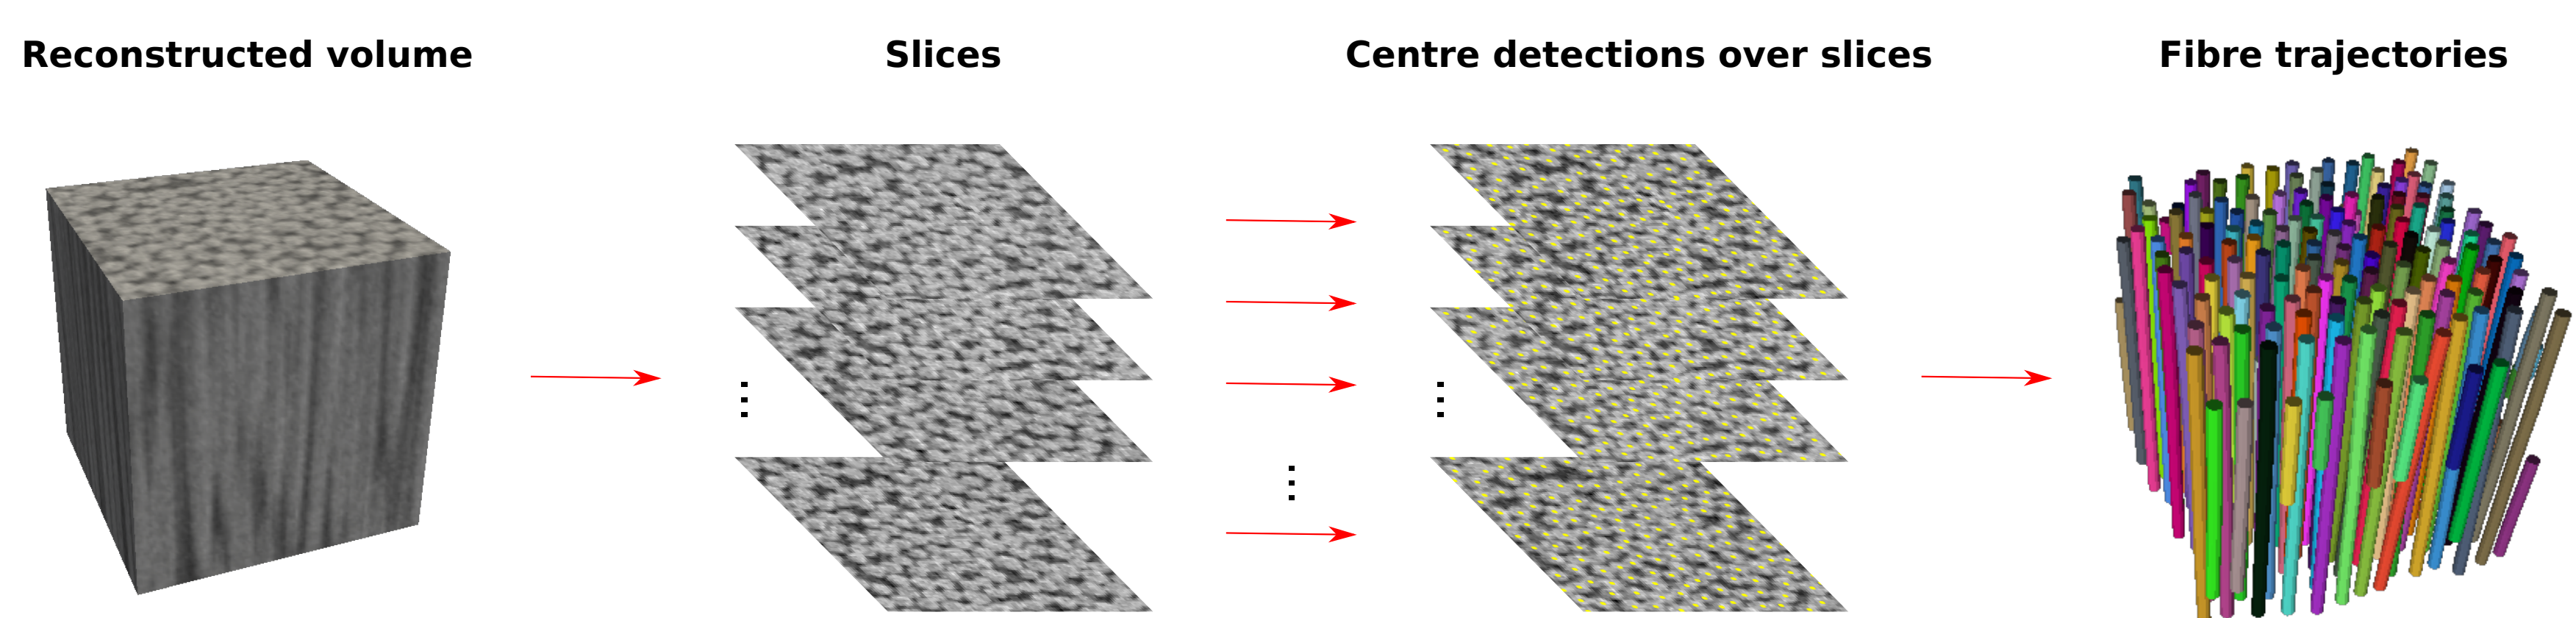 Reconstructed volume
Slices
Centre detections over slices
Fibre trajectories